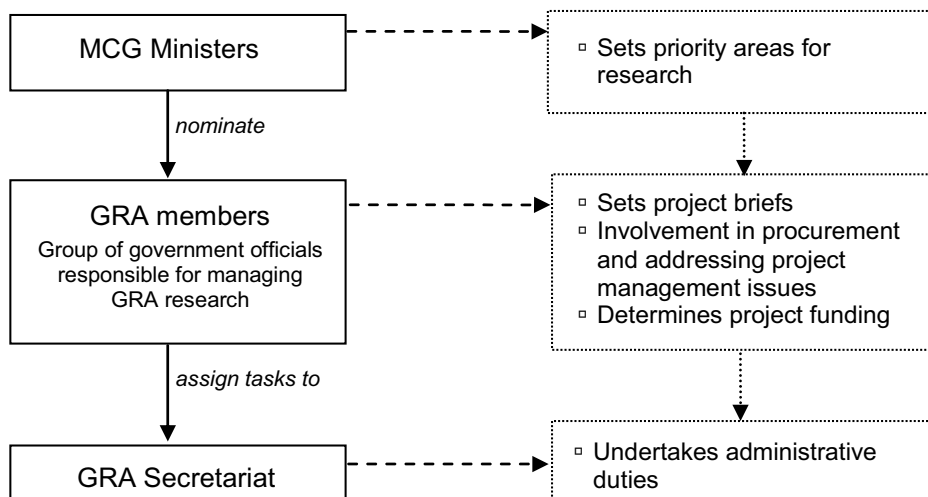 MCG Ministers
▫ Sets priority areas for
research
nominate
GRA members
Group of government officials
responsible for managing
GRA research
▫ Sets project briefs
▫ Involvement in procurement
and addressing project
management issues
▫ Determines project funding
assign tasks to
GRA Secretariat
▫ Undertakes administrative
duties